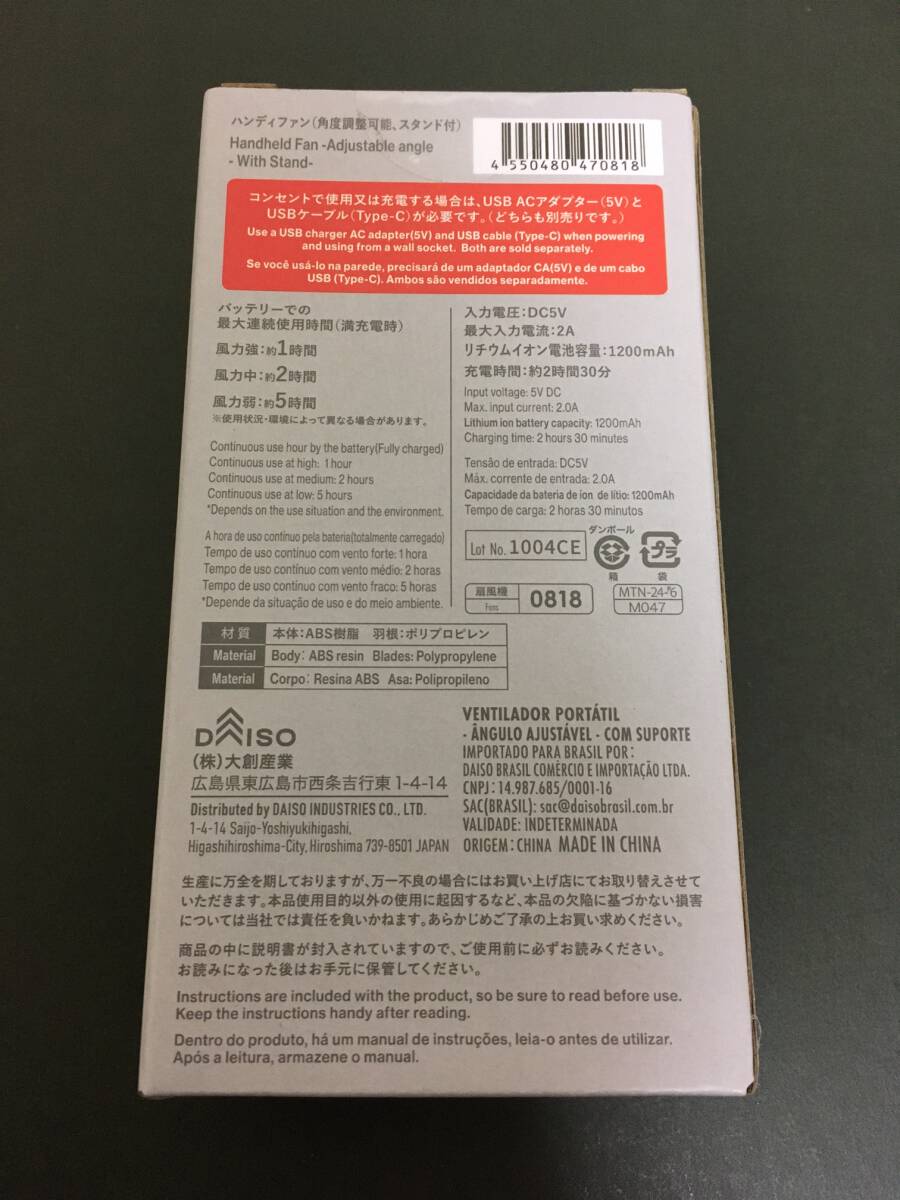 ハンディファン(角度調整可能、スタンド付)
Handheld Fan -Adjustable angle
- With Stand-
4 550480 470818
コンセントで使用又は充電する場合は、USB ACアダプター(5V)と
USBケーブル(Type-C)が必要です。(どちらも別売りです。)
Use a USB charger AC adapter(5V) and USB cable (Type-C) when powering
and using from a wall socket. Both are sold separately.
Se você usá-lo na parede, precisará de um adaptador CA(5V) e de um cabo
USB (Type-C). Ambos são vendidos separadamente.
バッテリーでの
最大連続使用時間(満充電時)
風力強:約1時間
風力中:約2時間
風力弱:約5時間
※使用状況・環境によって異なる場合があります。
Continuous use hour by the battery(Fully charged)
Continuous use at high: 1 hour
Continuous use at medium: 2 hours
Continuous use at low: 5 hours
*Depends on the use situation and the environment.
A hora de uso contínuo pela bateria(totalmente carregado)
Tempo de uso contínuo com vento forte: 1 hora
Tempo de uso contínuo com vento médio: 2 horas
Tempo de uso contínuo com vento fraco: 5 horas
*Depende da situação de uso e do meio ambiente.
入力電圧:DC5V
最大入力電流:2A
リチウムイオン電池容量:1200mAh
充電時間:約2時間30分
Input voltage: 5V DC
Max. input current: 2.0A
Lithium ion battery capacity: 1200mAh
Charging time: 2 hours 30 minutes
Tensão de entrada: DC5V
Máx. corrente de entrada: 2.0A
Capacidade da bateria de íon de lítio: 1200mAh
Tempo de carga: 2 horas 30 minutos
Lot No. 1004CE
ダンボール
箱
プラ
袋
扇風機
Fans
0818
MTN-24-*6
M047
材質 本体:ABS樹脂 羽根:ポリプロピレン
Material Body: ABS resin Blades: Polypropylene
Material Corpo: Resina ABS Asa: Polipropileno
DAISO
(株)大創産業
広島県東広島市西条吉行東 1-4-14
Distributed by DAISO INDUSTRIES CO., LTD.
1-4-14 Saijo-Yoshiyukihigashi,
Higashihiroshima-City, Hiroshima 739-8501 JAPAN
VENTILADOR PORTÁTIL
- ÂNGULO AJUSTÁVEL - COM SUPORTE
IMPORTADO PARA BRASIL POR:
DAISO BRASIL COMÉRCIO E IMPORTAÇÃO LTDA.
CNPJ: 14.987.685/0001-16
SAC(BRASIL): sac@daisobrasil.com.br
VALIDADE: INDETERMINADA
ORIGEM: CHINA MADE IN CHINA
生産に万全を期しておりますが、万一不良の場合にはお買い上げ店にてお取り替えさせて
いただきます。本品使用目的以外の使用に起因するなど、本品の欠陥に基づかない損害
については当社では責任を負いかねます。あらかじめご了承の上お買い求めください。
商品の中に説明書が封入されていますので、ご使用前に必ずお読みください。
お読みになった後はお手元に保管してください。
Instructions are included with the product, so be sure to read before use.
Keep the instructions handy after reading.
Dentro do produto, há um manual de instruções, leia-o antes de utilizar.
Após a leitura, armazene o manual.